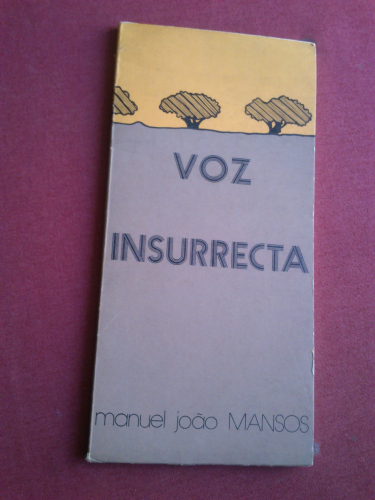 VOZ
INSURRECTA
manuel joão MANSOS